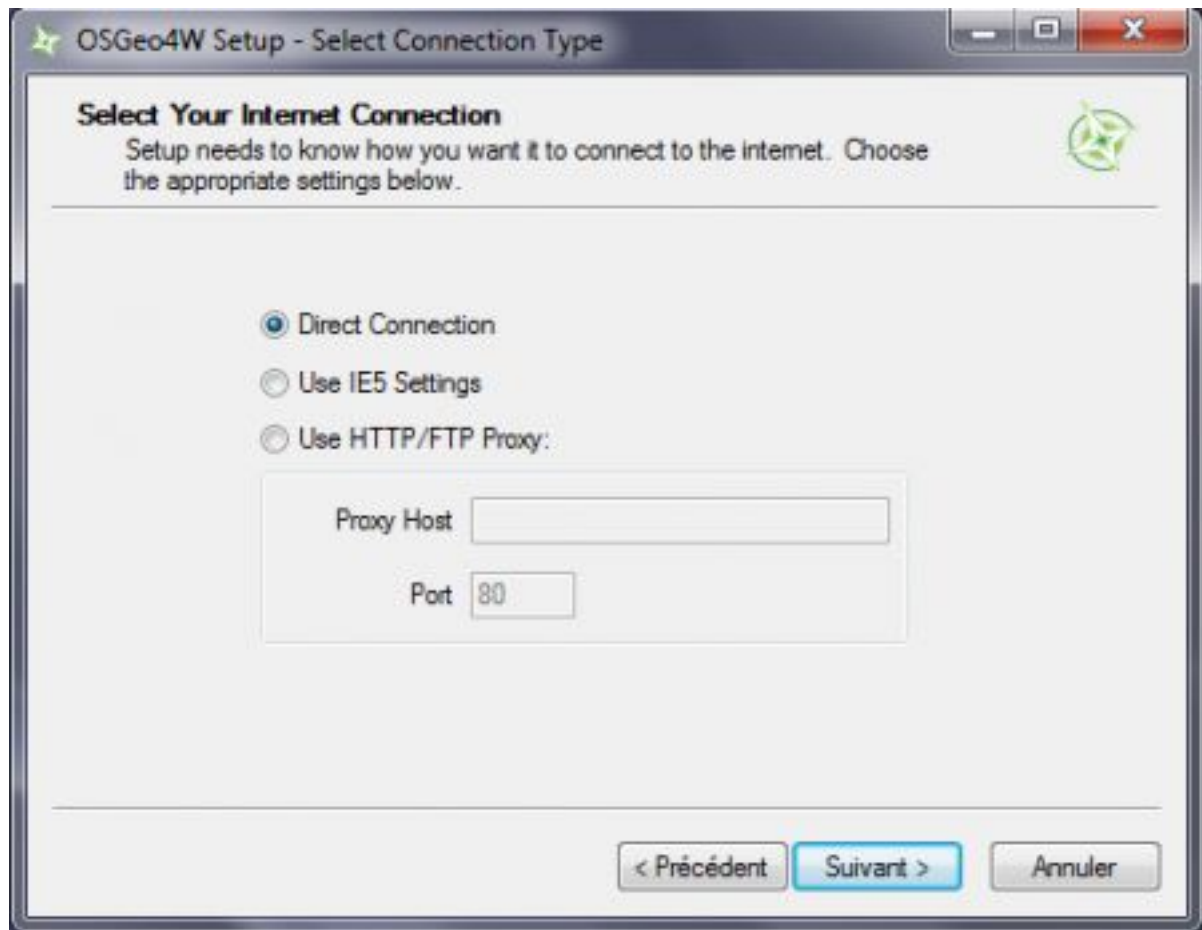 OSGeo4W Setup - Select Connection Type
Select Your Internet Connection
Setup needs to know how you want it to connect to the internet. Choose
the appropriate settings below.
Direct Connection
Use IE5 Settings
Use HTTP/FTP Proxy:
Proxy Host
Port 80
< Précédent Suivant > Annuler